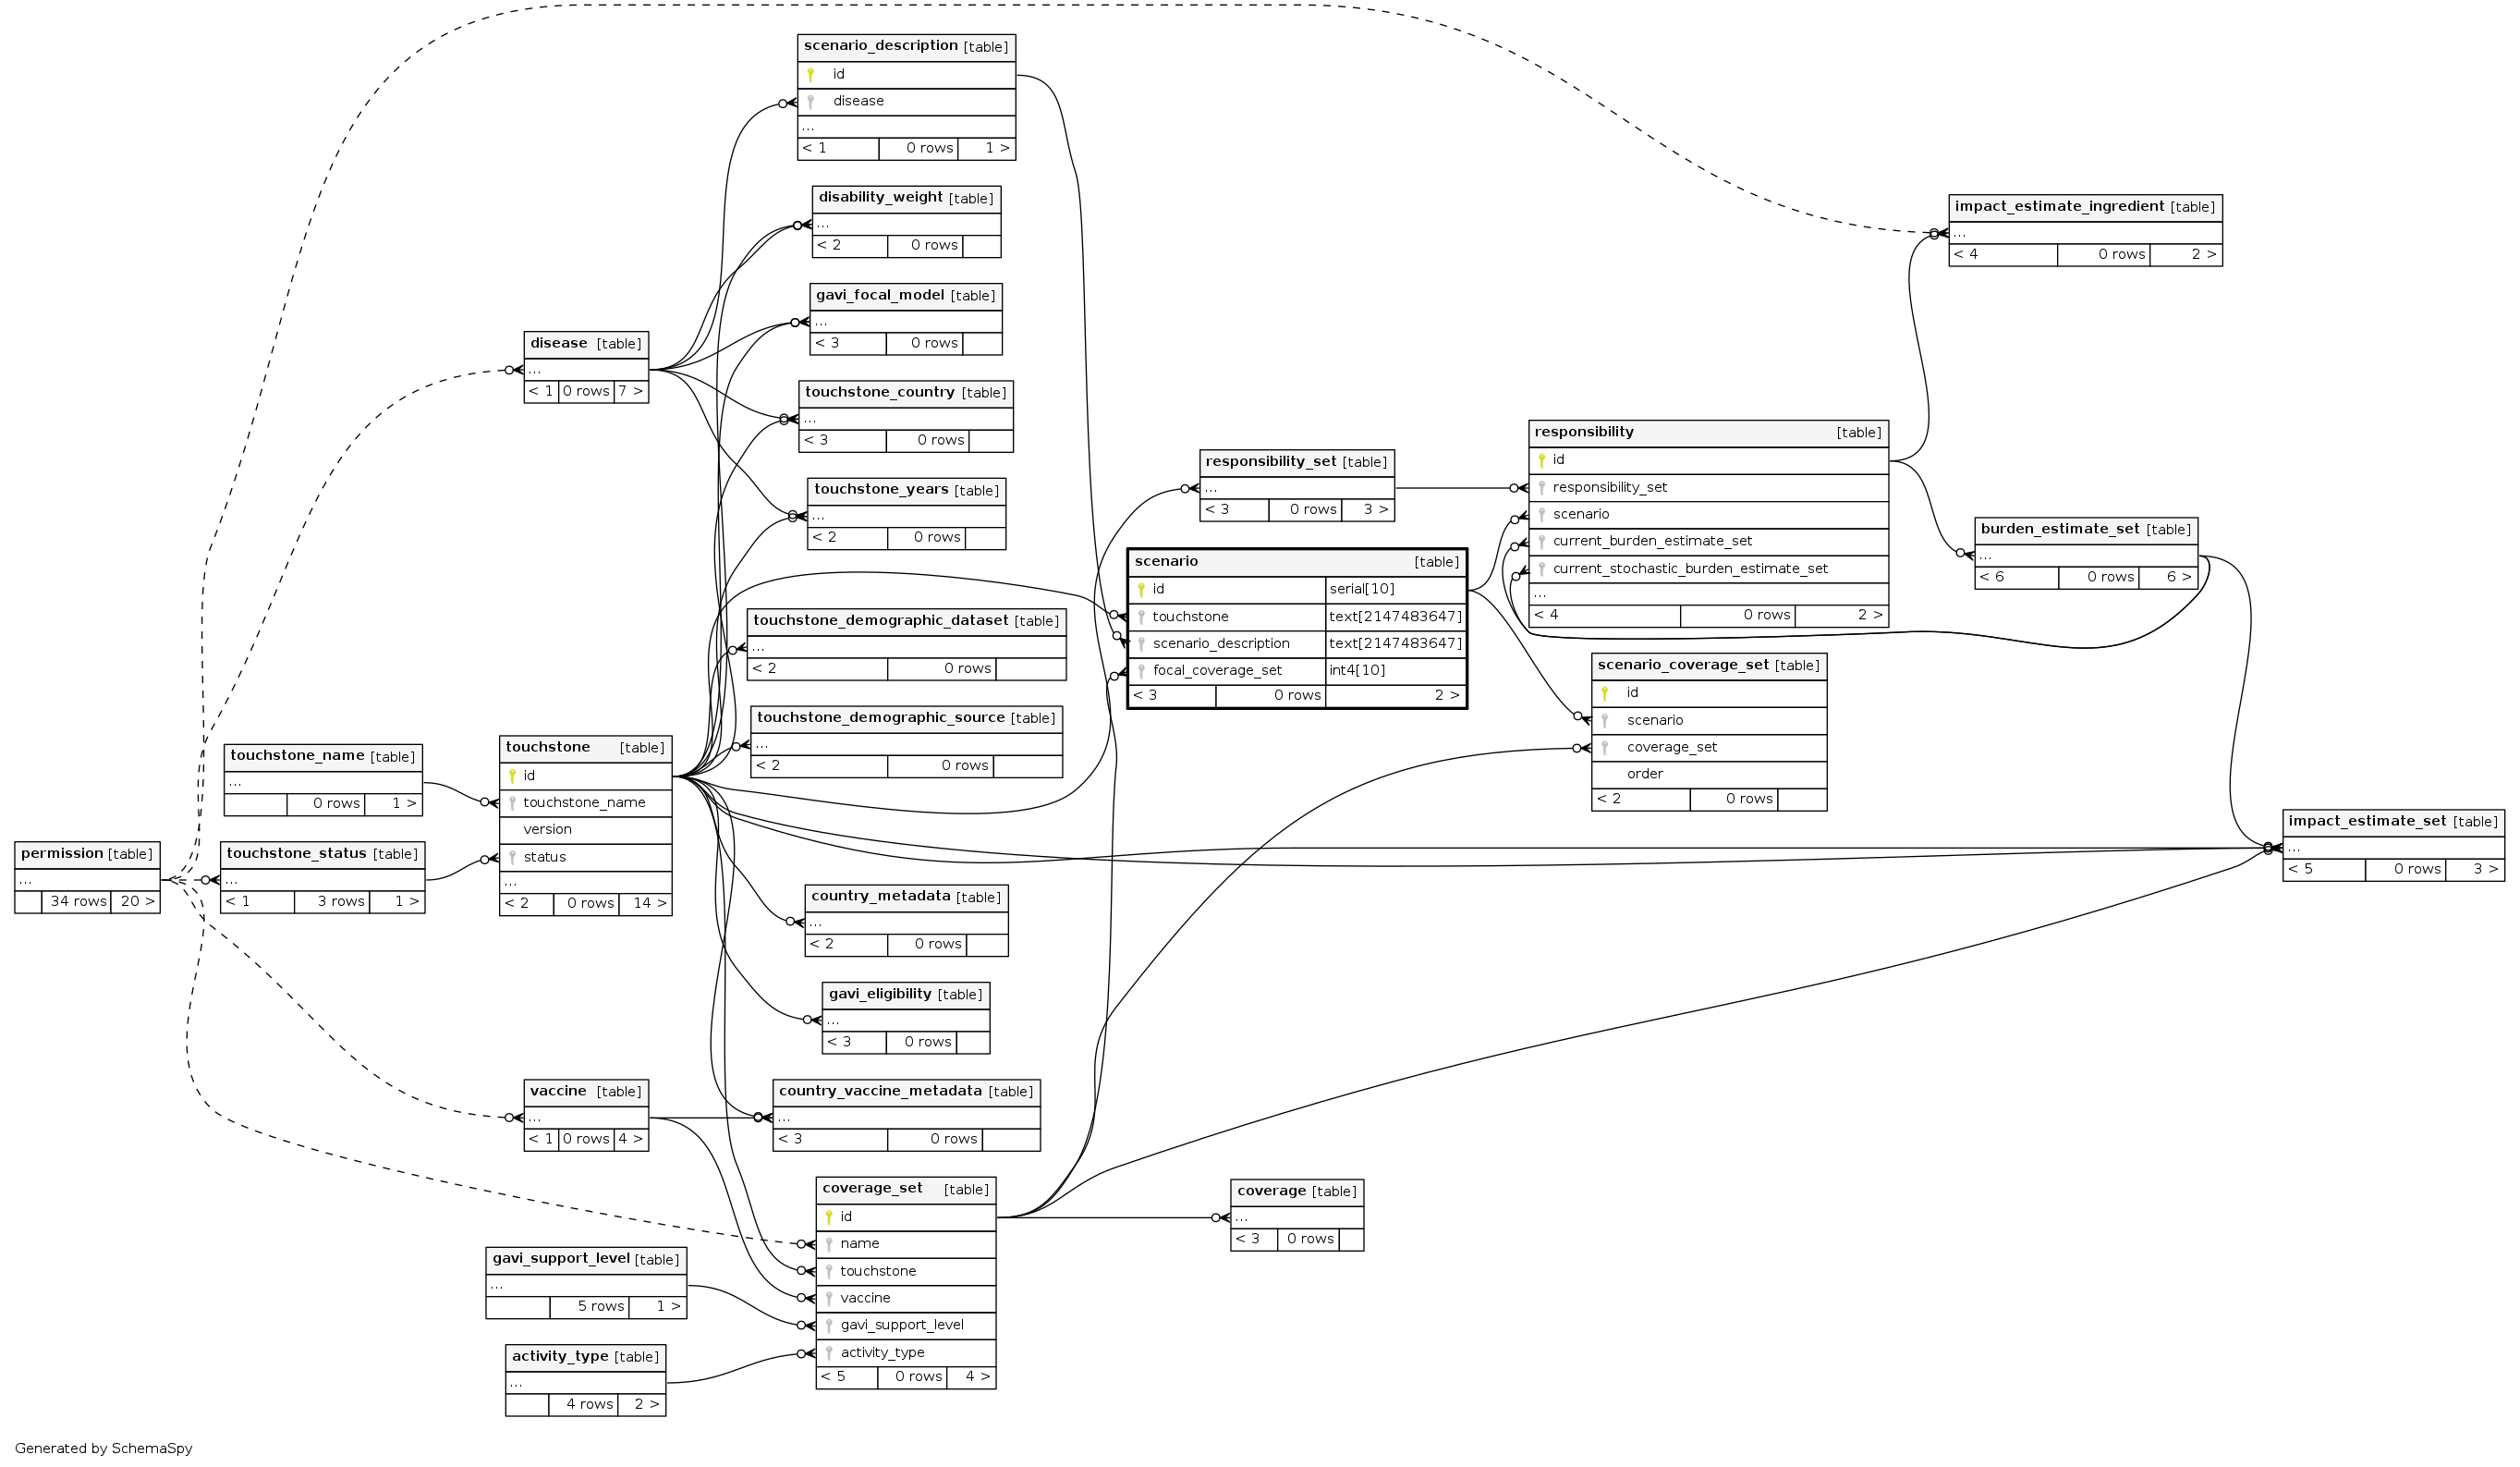 scenario_description [table]
id
disease
...
< 1 0 rows 1 >
disability_weight [table]
...
< 2 0 rows
gavi_focal_model [table]
...
< 3 0 rows
touchstone_country [table]
...
< 3 0 rows
touchstone_years [table]
...
< 2 0 rows
touchstone_demographic_dataset [table]
...
< 2 0 rows
touchstone_demographic_source [table]
...
< 2 0 rows
disease [table]
...
< 1 0 rows 7 >
touchstone_name [table]
...
0 rows 1 >
permission [table]
...
34 rows 20 >
touchstone_status [table]
...
< 1 3 rows 1 >
touchstone [table]
id
touchstone_name
version
status
...
< 2 0 rows 14 >
country_metadata [table]
...
< 2 0 rows
gavi_eligibility [table]
...
< 3 0 rows
vaccine [table]
...
< 1 0 rows 4 >
country_vaccine_metadata [table]
...
< 3 0 rows
coverage_set [table]
id
name
touchstone
vaccine
gavi_support_level
activity_type
< 5 0 rows 4 >
gavi_support_level [table]
...
5 rows 1 >
activity_type [table]
...
4 rows 2 >
responsibility_set [table]
...
< 3 0 rows 3 >
scenario [table]
id serial[10]
touchstone text[2147483647]
scenario_description text[2147483647]
focal_coverage_set int4[10]
< 3 0 rows 2 >
coverage [table]
...
< 3 0 rows
responsibility [table]
id
responsibility_set
scenario
current_burden_estimate_set
current_stochastic_burden_estimate_set
...
< 4 0 rows 2 >
scenario_coverage_set [table]
id
scenario
coverage_set
order
< 2 0 rows
impact_estimate_ingredient [table]
...
< 4 0 rows 2 >
burden_estimate_set [table]
...
< 6 0 rows 6 >
impact_estimate_set [table]
...
< 5 0 rows 3 >
Generated by SchemaSpy